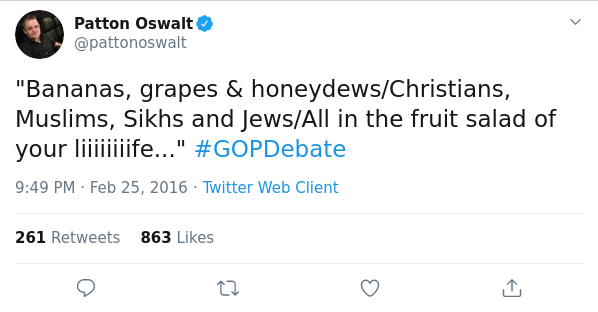 Patton Oswalt
@pattonoswalt
"Bananas, grapes & honeydews/Christians,
Muslims, Sikhs and Jews/All in the fruit salad of
your liiiiiiiife..." #GOPDebate
9:49 PM · Feb 25, 2016 · Twitter Web Client
261 Retweets 863 Likes